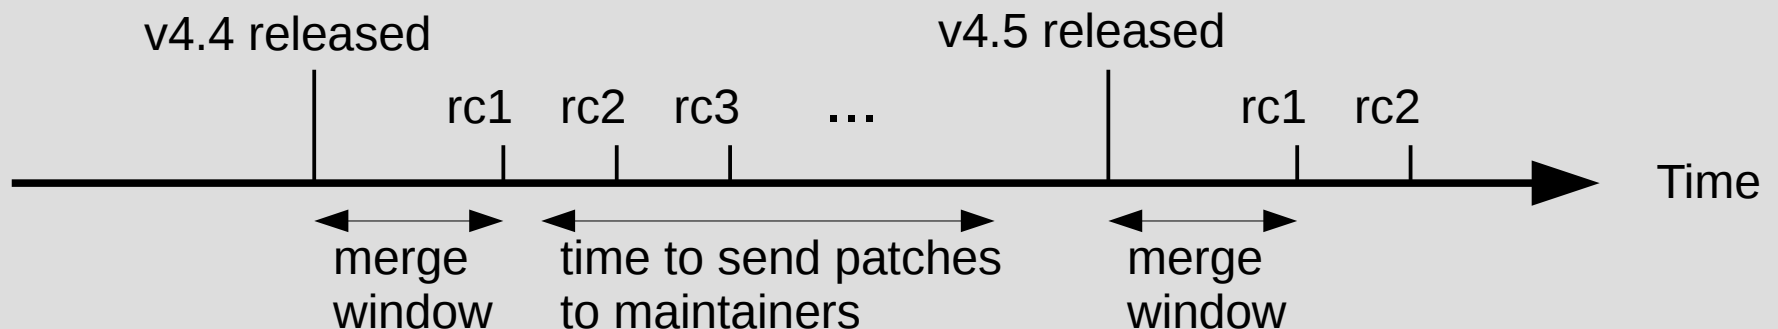 v4.4 released
v4.5 released
rc1 rc2 rc3 ... rc1 rc2
Time
merge window
time to send patches to maintainers
merge window